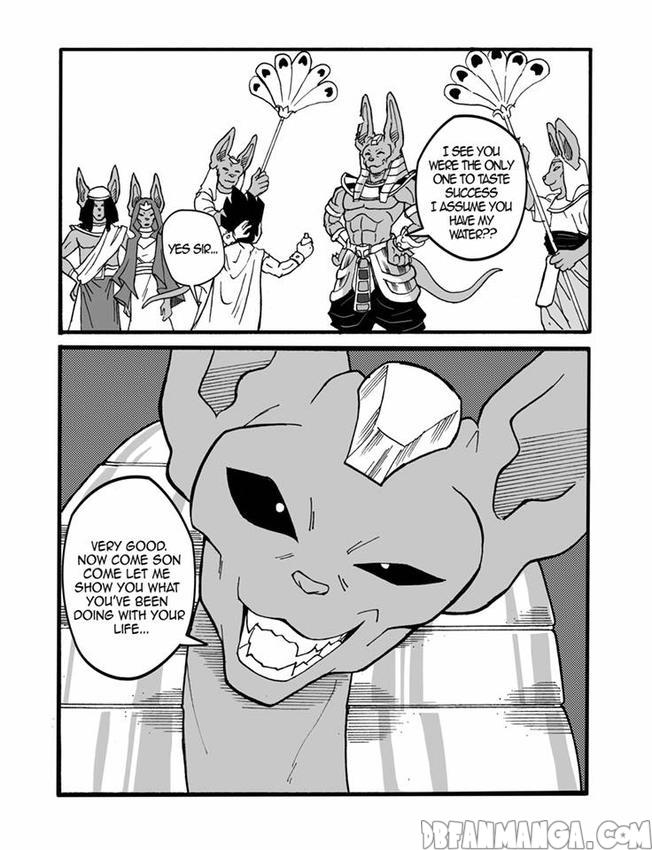 I SEE YOU
WERE THE ONLY
ONE TO TASTE
SUCCESS
I ASSUME YOU
HAVE MY
WATER??
YES SIR...
VERY GOOD.
NOW COME SON
COME LET ME
SHOW YOU WHAT
YOU'VE BEEN
DOING WITH YOUR
LIFE...
DBFANMANGA.COM